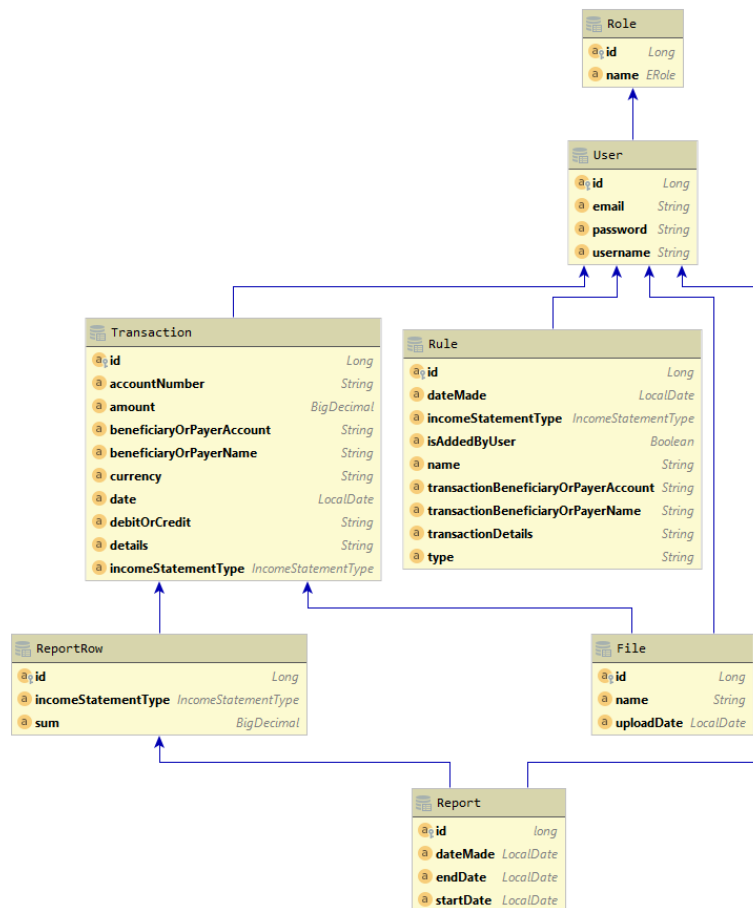 Role
id Long
name ERole
User
id Long
email String
password String
username String
Transaction
id Long
accountNumber String
amount BigDecimal
beneficiaryOrPayerAccount String
beneficiaryOrPayerName String
currency String
date LocalDate
debitOrCredit String
details String
incomeStatementType IncomeStatementType
Rule
id Long
dateMade LocalDate
incomeStatementType IncomeStatementType
isAddedByUser Boolean
name String
transactionBeneficiaryOrPayerAccount String
transactionBeneficiaryOrPayerName String
transactionDetails String
type String
ReportRow
id Long
incomeStatementType IncomeStatementType
sum BigDecimal
File
id Long
name String
uploadDate LocalDate
Report
id long
dateMade LocalDate
endDate LocalDate
startDate LocalDate